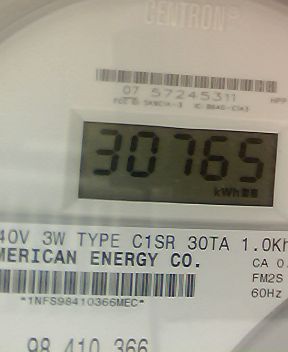 CENTRON®
07 57245311
30765
kWh
40V 3W TYPE C1SR 30TA 1.0Kh
MERICAN ENERGY CO.
CA 0.
FM2S
60Hz
*1NFS98410366MEC*
98 410 366